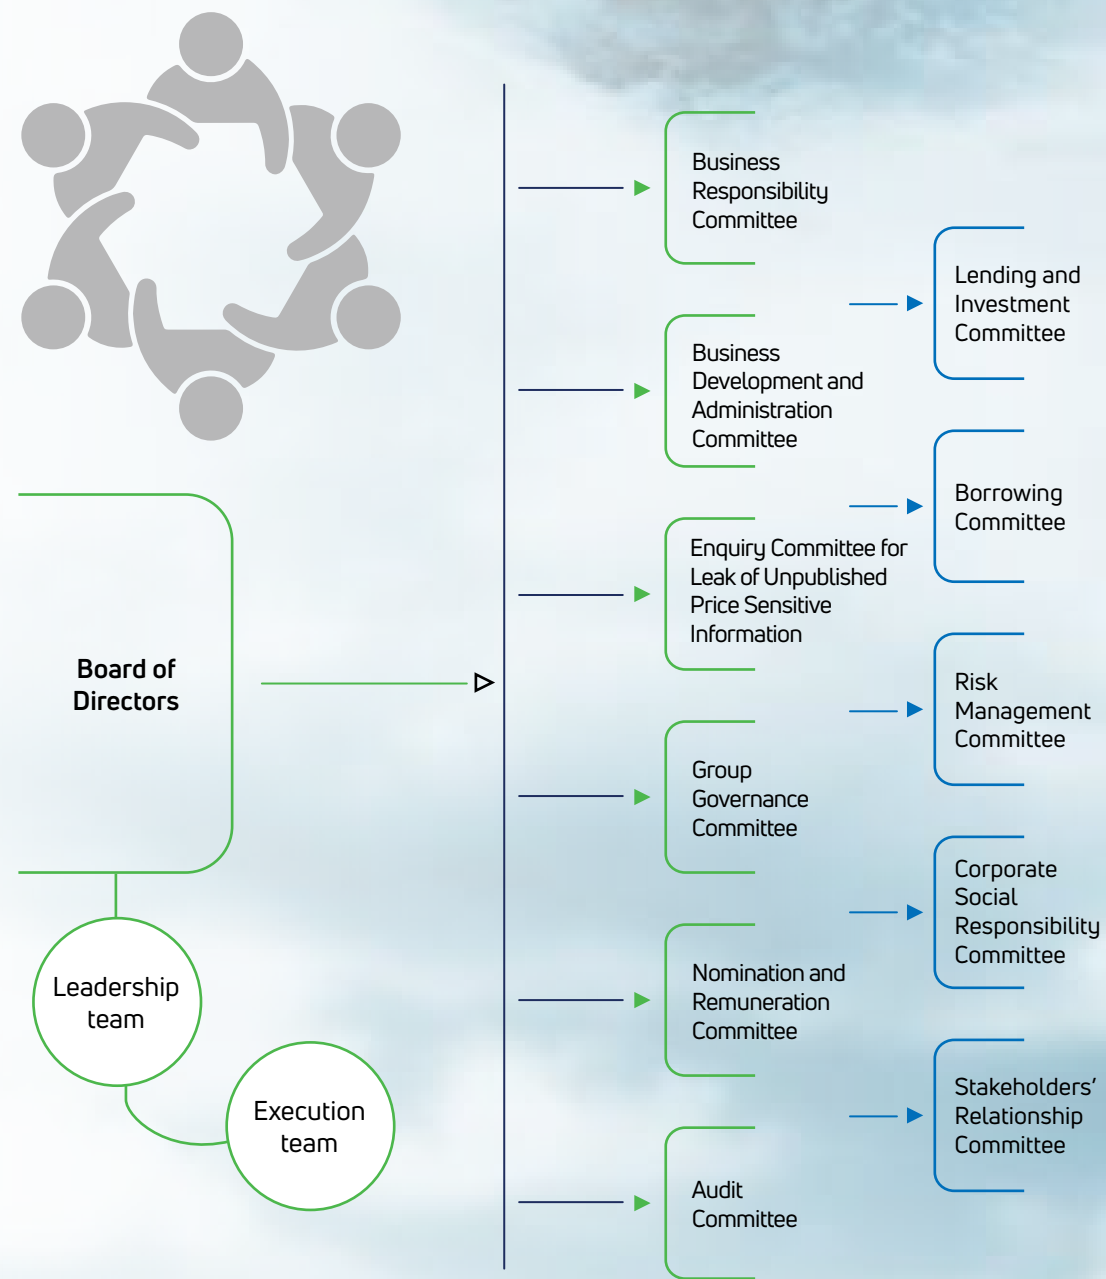 Board of
Directors
Leadership
team
Execution
team
Business
Responsibility
Committee
Business
Development and
Administration
Committee
Enquiry Committee for
Leak of Unpublished
Price Sensitive
Information
Group
Governance
Committee
Nomination and
Remuneration
Committee
Audit
Committee
Lending and
Investment
Committee
Borrowing
Committee
Risk
Management
Committee
Corporate
Social
Responsibility
Committee
Stakeholders’
Relationship
Committee